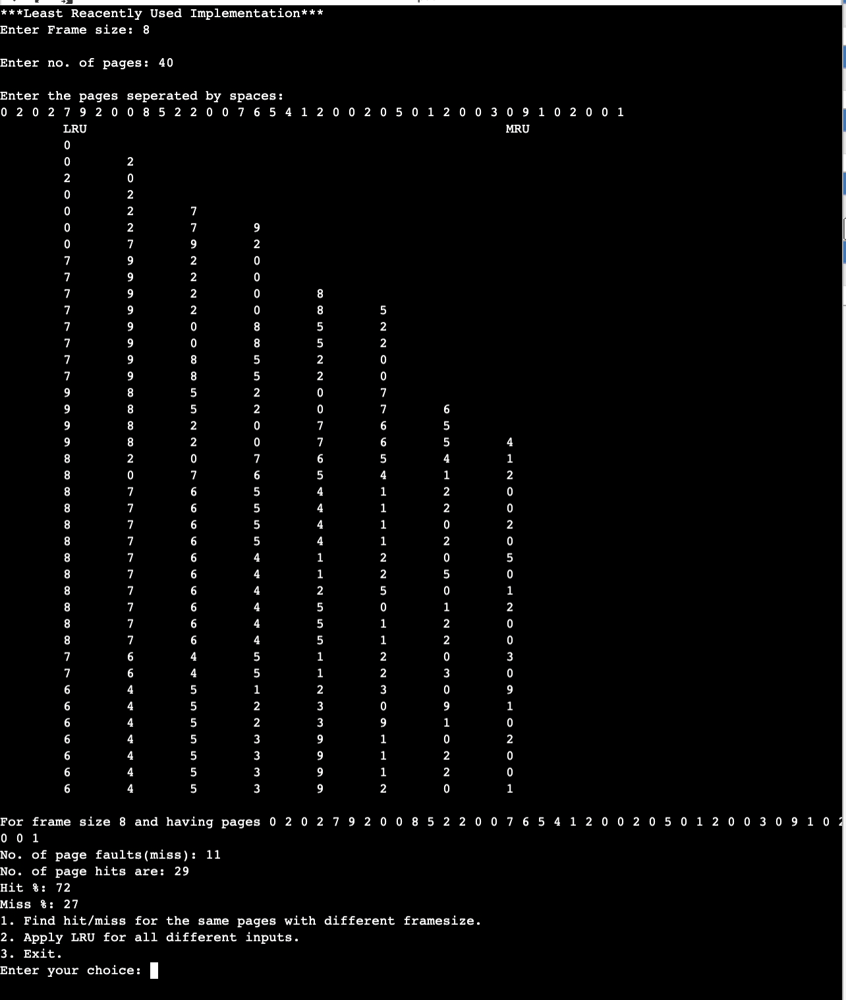 ***Least Reacently Used Implementation***
Enter Frame size: 8
Enter no. of pages: 40
Enter the pages seperated by spaces:
0 2 0 2 7 9 2 0 0 8 5 2 2 0 0 7 6 5 4 1 2 0 0 2 0 5 0 1 2 0 0 3 0 9 1 0 2 0 0 1
LRU MRU
0
0 2
2 0
0 2
0 2 7
0 2 7 9
0 7 9 2
7 9 2 0
7 9 2 0
7 9 2 0 8
7 9 2 0 8 5
7 9 0 8 5 2
7 9 0 8 5 2
7 9 8 5 2 0
7 9 8 5 2 0
9 8 5 2 0 7
9 8 5 2 0 7 6
9 8 2 0 7 6 5
9 8 2 0 7 6 5 4
8 2 0 7 6 5 4 1
8 0 7 6 5 4 1 2
8 7 6 5 4 1 2 0
8 7 6 5 4 1 2 0
8 7 6 5 4 1 0 2
8 7 6 5 4 1 2 0
8 7 6 4 1 2 0 5
8 7 6 4 1 2 5 0
8 7 6 4 2 5 0 1
8 7 6 4 5 0 1 2
8 7 6 4 5 1 2 0
8 7 6 4 5 1 2 0
7 6 4 5 1 2 0 3
7 6 4 5 1 2 3 0
6 4 5 1 2 3 0 9
6 4 5 2 3 0 9 1
6 4 5 2 3 9 1 0
6 4 5 3 9 1 0 2
6 4 5 3 9 1 2 0
6 4 5 3 9 1 2 0
6 4 5 3 9 2 0 1
For frame size 8 and having pages 0 2 0 2 7 9 2 0 0 8 5 2 2 0 0 7 6 5 4 1 2 0 0 2 0 5 0 1 2 0 0 3 0 9 1 0 2
0 0 1
No. of page faults(miss): 11
No. of page hits are: 29
Hit %: 72
Miss %: 27
1. Find hit/miss for the same pages with different framesize.
2. Apply LRU for all different inputs.
3. Exit.
Enter your choice: